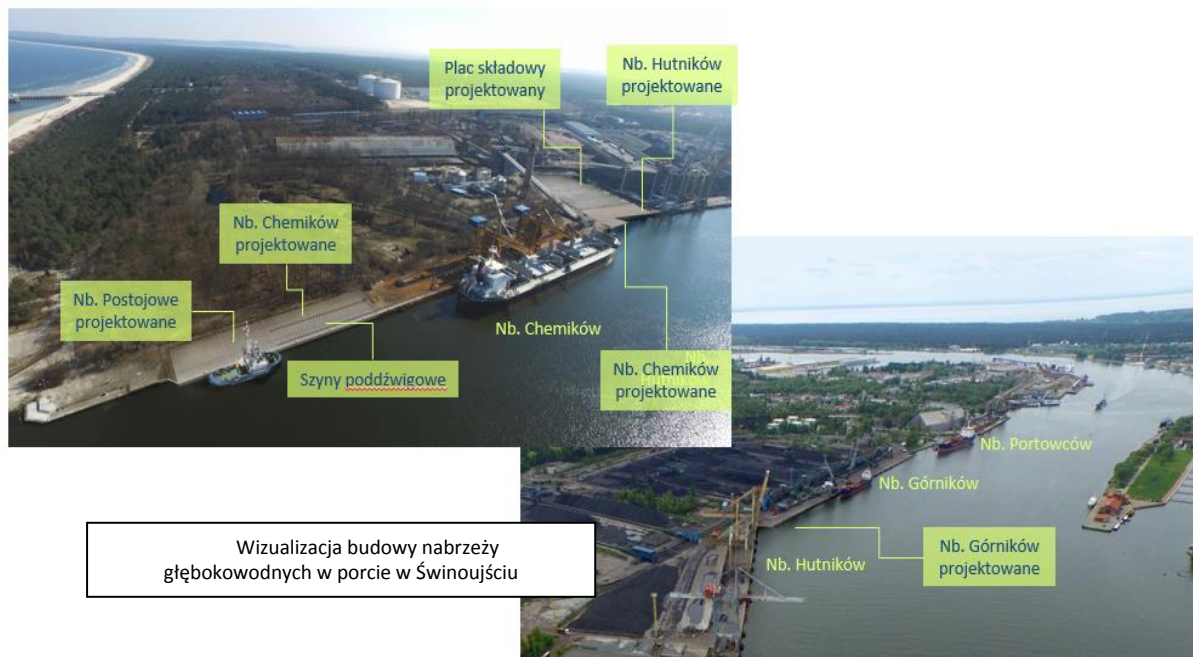 Plac składowy
projektowany
Nb. Hutników
projektowane
Nb. Chemików
projektowane
Nb. Postojowe
projektowane
Szyny poddźwigowe
Nb. Chemików
Nb. Chemików
projektowane
Nb. Portowców
Nb. Górników
Nb. Hutników
Nb. Górników
projektowane
Wizualizacja budowy nabrzeży
głębokowodnych w porcie w Świnoujściu